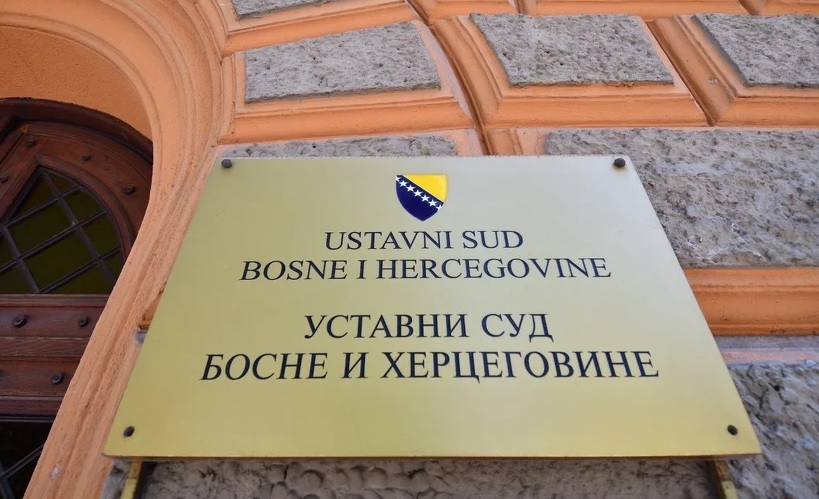 USTAVNI SUD
BOSNE I HERCEGOVINE
УСТАВНИ СУД
БОСНЕ И ХЕРЦЕГОВИНЕ